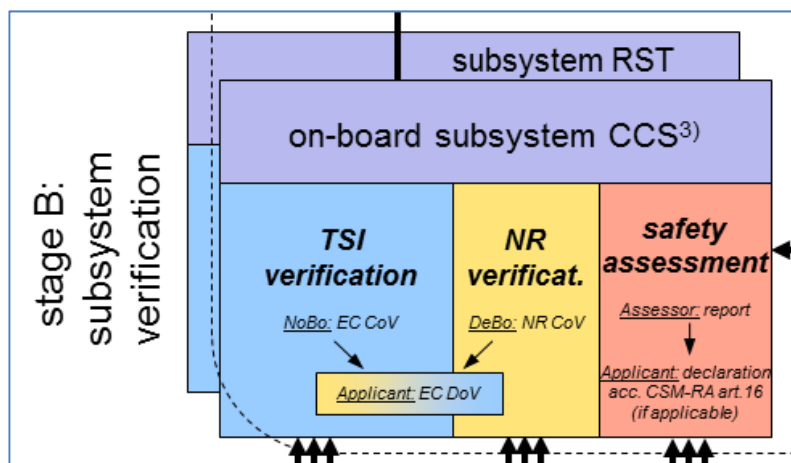 stage B:
subsystem
verification
subsystem RST
on-board subsystem CCS3)
TSI
verification
NoBo: EC CoV
NR
verificat.
DeBo: NR CoV
Applicant: EC DoV
safety
assessment
Assessor: report
Applicant: declaration
acc. CSM-RA art.16
(if applicable)